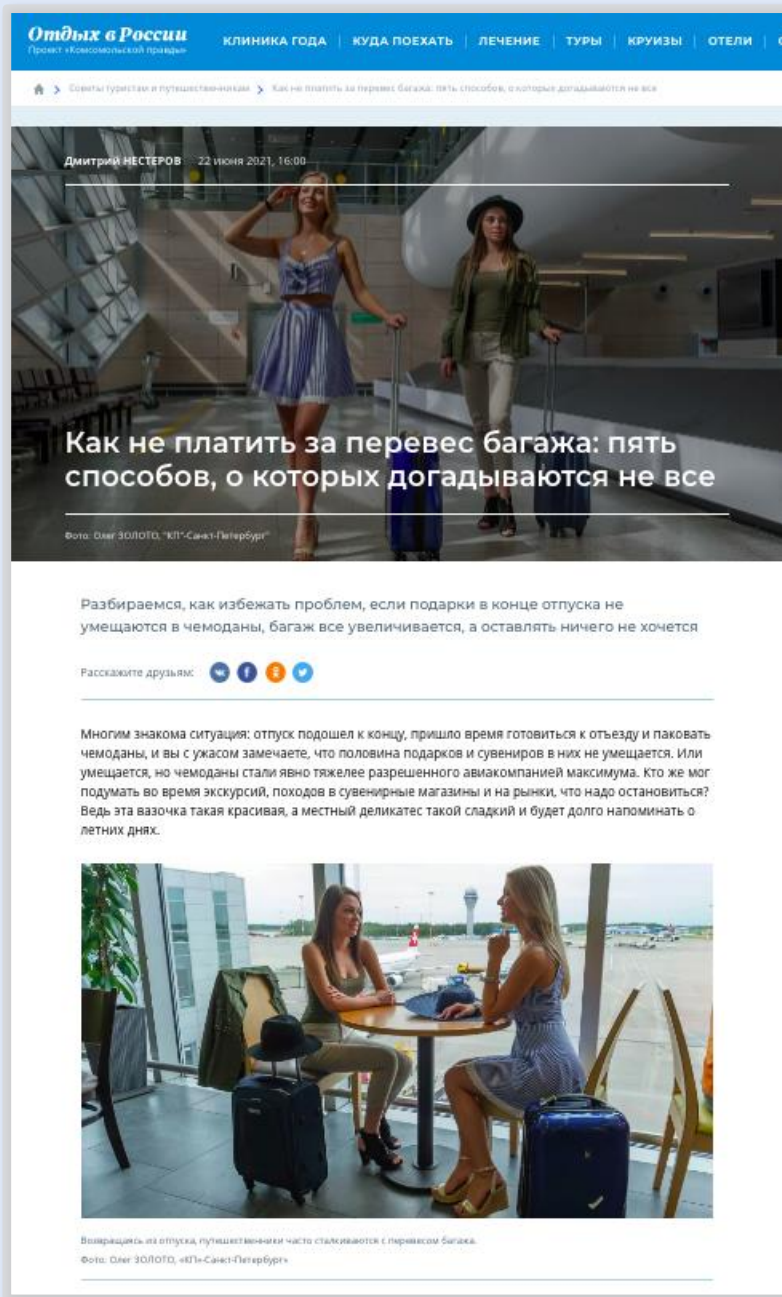 Отдых в России
Проект «Комсомольской правды»
КЛИНИКА ГОДА | КУДА ПОЕХАТЬ | ЛЕЧЕНИЕ | ТУРЫ | КРУИЗЫ | ОТЕЛИ |
Советы туристам и путешественникам > Как не платить за перевес багажа: пять способов, о которых догадываются не все
Дмитрий НЕСТЕРОВ 22 июня 2021, 16:00
Как не платить за перевес багажа: пять
способов, о которых догадываются не все
Фото: Олег ЗОЛОТО, "КП"-Санкт-Петербург"
Разбираемся, как избежать проблем, если подарки в конце отпуска не
умещаются в чемоданы, багаж все увеличивается, а оставлять ничего не хочется
Расскажите друзьям:
Многим знакома ситуация: отпуск подошел к концу, пришло время готовиться к отъезду и паковать
чемоданы, и вы с ужасом замечаете, что половина подарков и сувениров в них не умещается. Или
умещается, но чемоданы стали явно тяжелее разрешенного авиакомпанией максимума. Кто же мог
подумать во время экскурсий, походов в сувенирные магазины и на рынки, что надо остановиться?
Ведь эта вазочка такая красивая, а местный деликатес такой сладкий и будет долго напоминать о
летних днях.
Возвращаясь из отпуска, путешественники часто сталкиваются с перевесом багажа.
Фото: Олег ЗОЛОТО, «КП»-Санкт-Петербург»